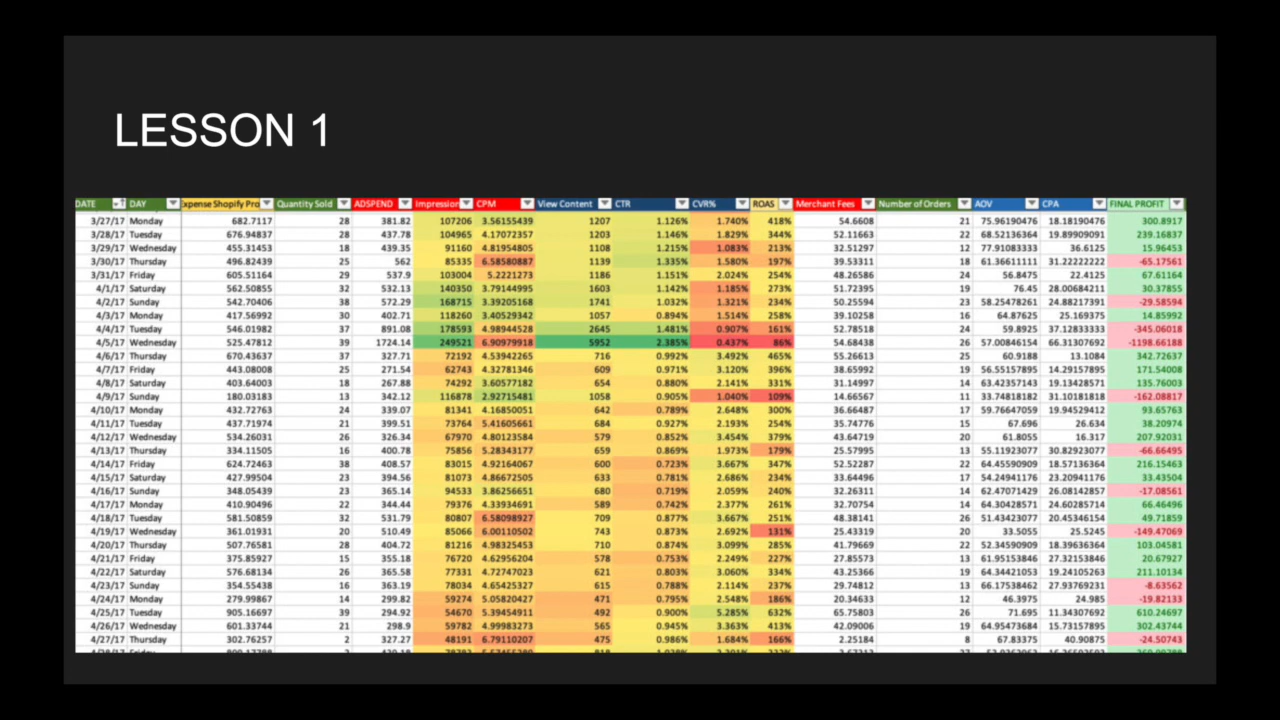 LESSON 1
DATE DAY Expense Shopify Pro Quantity Sold ADSPEND Impression CPM View Content CTR CVR% ROAS Merchant Fees Number of Orders AOV CPA FINAL PROFIT
3/27/17 Monday 682.7117 28 381.82 107206 3.56155439 1207 1.126% 1.740% 418% 54.6608 21 75.96190476 18.18190476 300.8917
3/28/17 Tuesday 676.94837 28 437.78 104965 4.17072357 1203 1.146% 1.829% 344% 52.11663 22 68.52136364 19.89909091 239.16837
3/29/17 Wednesday 455.31453 18 439.35 91160 4.81954805 1108 1.215% 1.083% 213% 32.51297 12 77.91083333 36.6125 15.96453
3/30/17 Thursday 496.82439 25 562 85335 6.58580887 1139 1.335% 1.580% 197% 39.53311 18 61.36611111 31.22222222 -65.17561
3/31/17 Friday 605.51164 29 537.9 103004 5.2221273 1186 1.151% 2.024% 254% 48.26586 24 56.8475 22.4125 67.61164
4/1/17 Saturday 562.50855 32 532.13 140350 3.79144995 1603 1.142% 1.185% 273% 51.72395 19 76.45 28.00684211 30.37855
4/2/17 Sunday 542.70406 38 572.29 168715 3.39205168 1741 1.032% 1.321% 234% 50.25594 23 58.25478261 24.88217391 -29.58594
4/3/17 Monday 417.56992 30 402.71 118260 3.40529342 1057 0.894% 1.514% 258% 39.10258 16 64.87625 25.169375 14.85992
4/4/17 Tuesday 546.01982 37 891.08 178593 4.98944528 2645 1.481% 0.907% 161% 52.78518 24 59.8925 37.12833333 -345.06018
4/5/17 Wednesday 525.47812 39 1724.14 249521 6.90979918 5952 2.385% 0.437% 86% 54.68438 26 57.00846154 66.31307692 -1198.66188
4/6/17 Thursday 670.43637 37 327.71 72192 4.53942265 716 0.992% 3.492% 465% 55.26613 25 60.9188 13.1084 342.72637
4/7/17 Friday 443.08008 25 271.54 62743 4.32781346 609 0.971% 3.120% 396% 38.65992 19 56.55157895 14.29157895 171.54008
4/8/17 Saturday 403.64003 18 267.88 74292 3.60577182 654 0.880% 2.141% 331% 31.14997 14 63.42357143 19.13428571 135.76003
4/9/17 Sunday 180.03183 13 342.12 116878 2.92715481 1058 0.905% 1.040% 109% 14.66567 11 33.74818182 31.10181818 -162.08817
4/10/17 Monday 432.72763 24 339.07 81341 4.16850051 642 0.789% 2.648% 300% 36.66487 17 59.76647059 19.94529412 93.65763
4/11/17 Tuesday 437.71974 21 399.51 73764 5.41605661 684 0.927% 2.193% 254% 35.74776 15 67.696 26.634 38.20974
4/12/17 Wednesday 534.26031 26 326.34 67970 4.80123584 579 0.852% 3.454% 379% 43.64719 20 61.8055 16.317 207.92031
4/13/17 Thursday 334.11505 16 400.78 75856 5.28343177 659 0.869% 1.973% 179% 25.57995 13 55.11923077 30.82923077 -66.66495
4/14/17 Friday 624.72463 38 408.57 83015 4.92164067 600 0.723% 3.667% 347% 52.52287 22 64.45590909 18.57136364 216.15463
4/15/17 Saturday 427.99504 23 394.56 81073 4.86672505 633 0.781% 2.686% 234% 33.64496 17 54.24941176 23.20941176 33.43504
4/16/17 Sunday 348.05439 23 365.14 94533 3.86256651 680 0.719% 2.059% 240% 32.26311 14 62.47071429 26.08142857 -17.08561
4/17/17 Monday 410.90496 22 344.44 79376 4.33934691 589 0.742% 2.377% 261% 32.70754 14 64.30428571 24.60285714 66.46496
4/18/17 Tuesday 581.50859 32 531.79 80807 6.58098927 709 0.877% 3.667% 251% 48.38141 26 51.43423077 20.45346154 49.71859
4/19/17 Wednesday 361.01931 20 510.49 85066 6.00110502 743 0.873% 2.692% 131% 25.43319 20 33.5055 25.5245 -149.47069
4/20/17 Thursday 507.76581 28 404.72 81216 4.98325453 710 0.874% 3.099% 285% 41.79669 22 52.34590909 18.39636364 103.04581
4/21/17 Friday 375.85927 15 355.18 76720 4.62956204 578 0.753% 2.249% 227% 27.85573 13 61.95153846 27.32153846 20.67927
4/22/17 Saturday 576.68134 26 365.58 77331 4.72747023 621 0.803% 3.060% 334% 43.25366 19 64.34421053 19.24105263 211.10134
4/23/17 Sunday 354.55438 16 363.19 78034 4.65425327 615 0.788% 2.114% 237% 29.74812 13 66.17538462 27.93769231 -8.63562
4/24/17 Monday 279.99867 14 299.82 59274 5.05820427 471 0.795% 2.548% 186% 20.34633 12 46.3975 24.985 -19.82133
4/25/17 Tuesday 905.16697 39 294.92 54670 5.39454911 492 0.900% 5.285% 632% 65.75803 26 71.695 11.34307692 610.24697
4/26/17 Wednesday 601.33744 21 298.9 59782 4.99983273 565 0.945% 3.363% 413% 42.09006 19 64.95473684 15.73157895 302.43744
4/27/17 Thursday 302.76257 2 327.27 48191 6.79110207 475 0.986% 1.684% 166% 2.25184 8 67.83375 40.90875 -24.50743